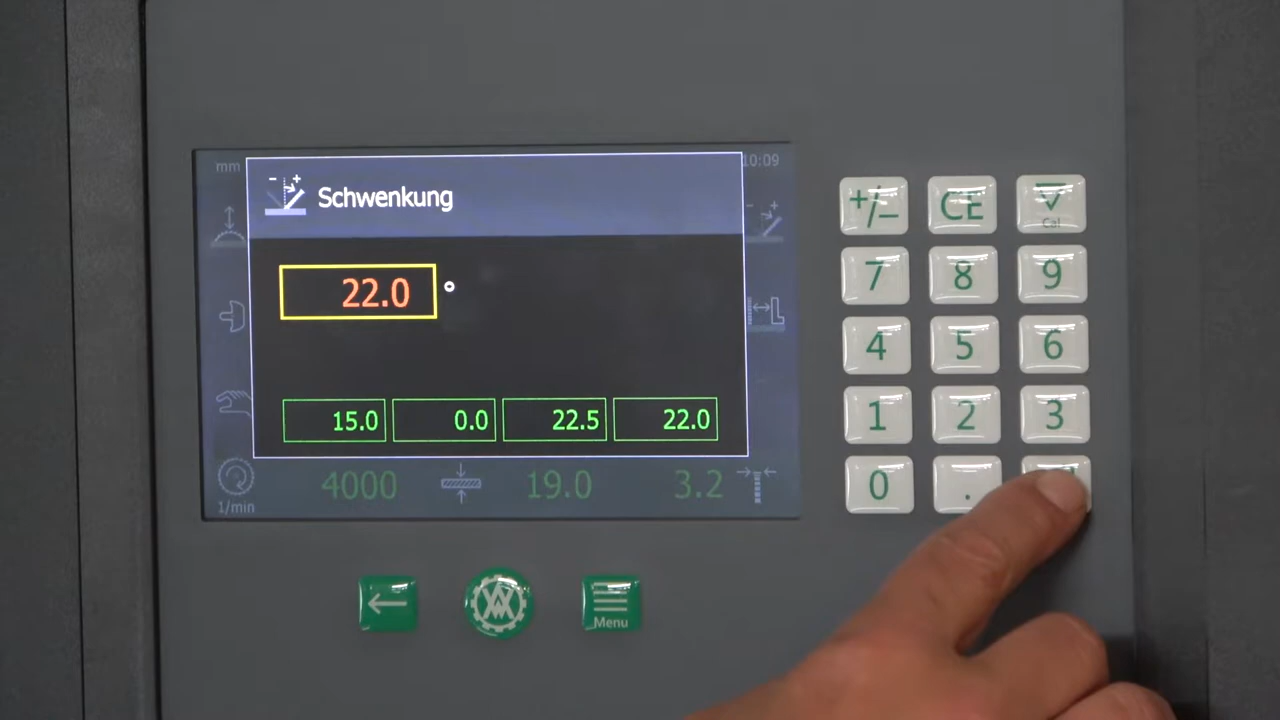 mm
10:09
Schwenkung
22.0 °
15.0 0.0 22.5 22.0
4000 19.0 3.2
1/min
+/- CE Cal
7 8 9
4 5 6
1 2 3
0 .
Menu